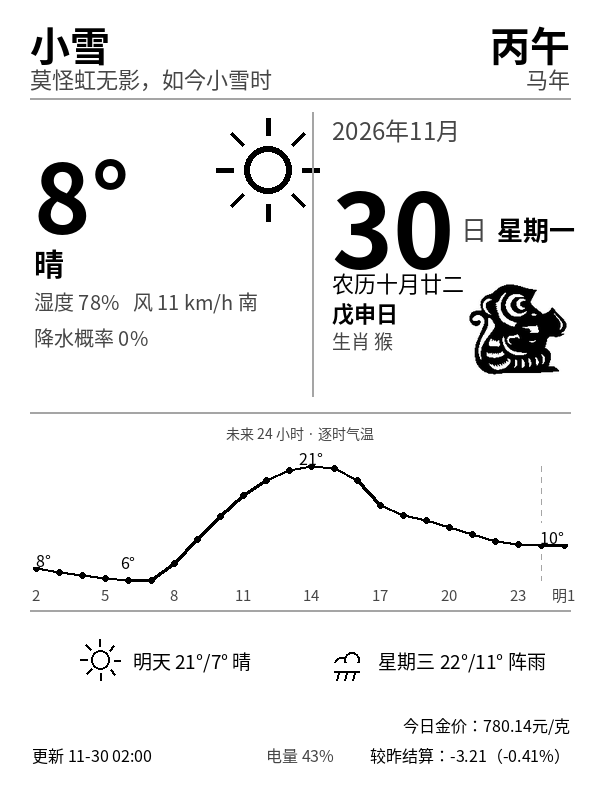 小雪
丙午
莫怪虹无影，如今小雪时
马年
8°
晴
湿度 78% 风 11 km/h 南
降水概率 0%
2026年11月
30 日 星期一
农历十月廿二
戊申日
生肖 猴
未来 24 小时 · 逐时气温
21°
8°
6°
10°
2 5 8 11 14 17 20 23 明1
明天 21°/7° 晴
星期三 22°/11° 阵雨
今日金价：780.14元/克
更新 11-30 02:00
电量 43%
较昨结算：-3.21（-0.41%）